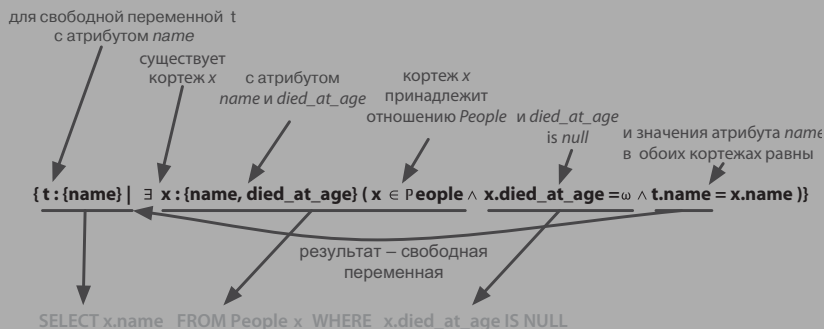 для свободной переменной t
с атрибутом name
существует
кортеж x
с атрибутом
name и died_at_age
кортеж x
принадлежит
отношению People
и died_at_age
is null
и значения атрибута name
в обоих кортежах равны
{ t : {name} | ∃ x : {name, died_at_age} ( x ∈ People ∧ x.died_at_age = ω ∧ t.name = x.name )}
результат – свободная
переменная
SELECT x.name FROM People x WHERE x.died_at_age IS NULL